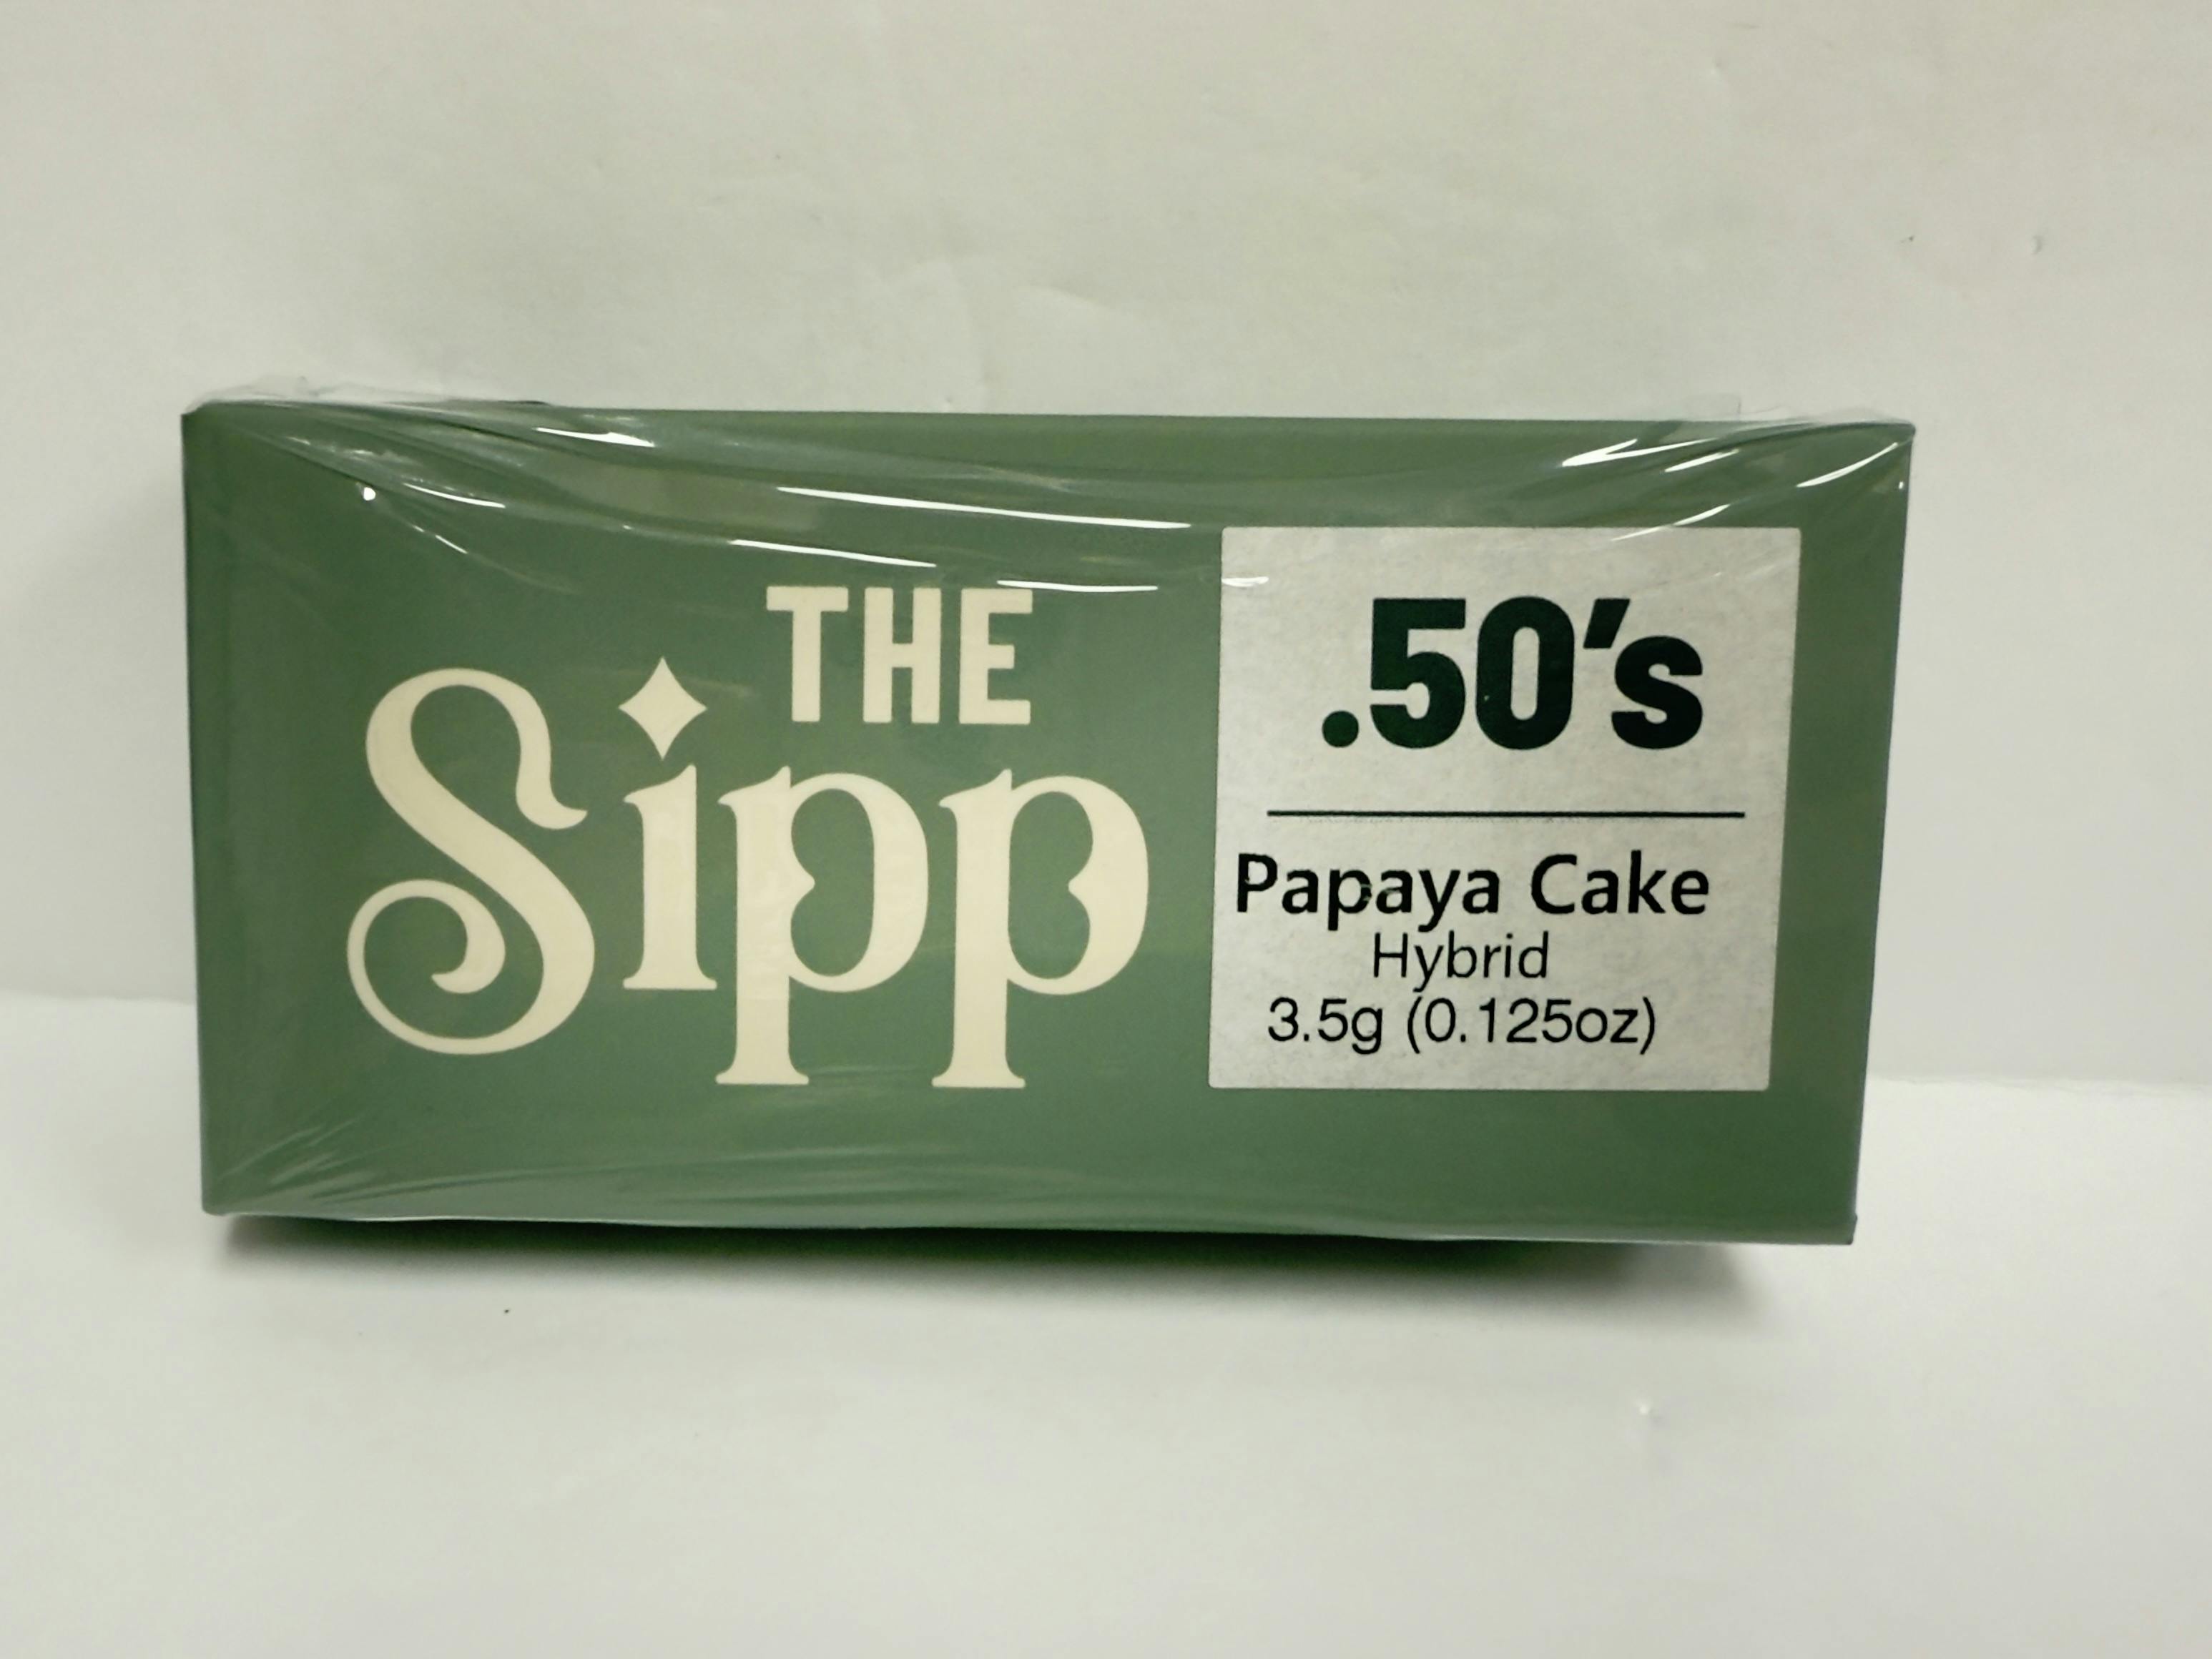 THE
Sipp
.50's
Papaya Cake
Hybrid
3.5g (0.125oz)